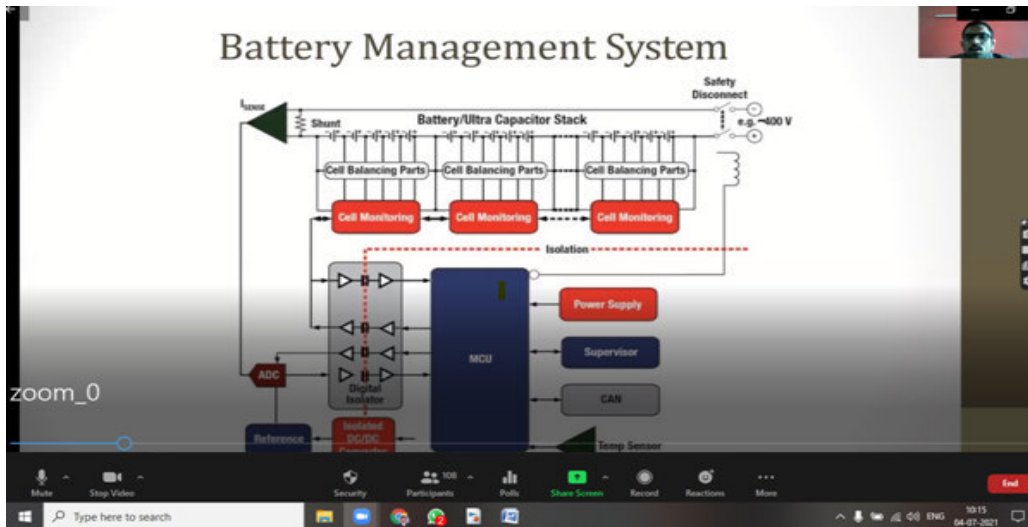 Battery Management System
Safety
Disconnect
ISENSE
Shunt
Battery/Ultra Capacitor Stack
e.g. ~400 V
Cell Balancing Parts
Cell Balancing Parts
Cell Balancing Parts
Cell Monitoring
Cell Monitoring
Cell Monitoring
Isolation
Power Supply
MCU
Supervisor
ADC
Digital
Isolator
CAN
zoom_0
Reference
Isolated
DC/DC
Temp Sensor
Mute
Stop Video
Security
Participants
108
Polls
Share Screen
Record
Reactions
More
End
Type here to search
2
ENG
10:15
04-07-2021